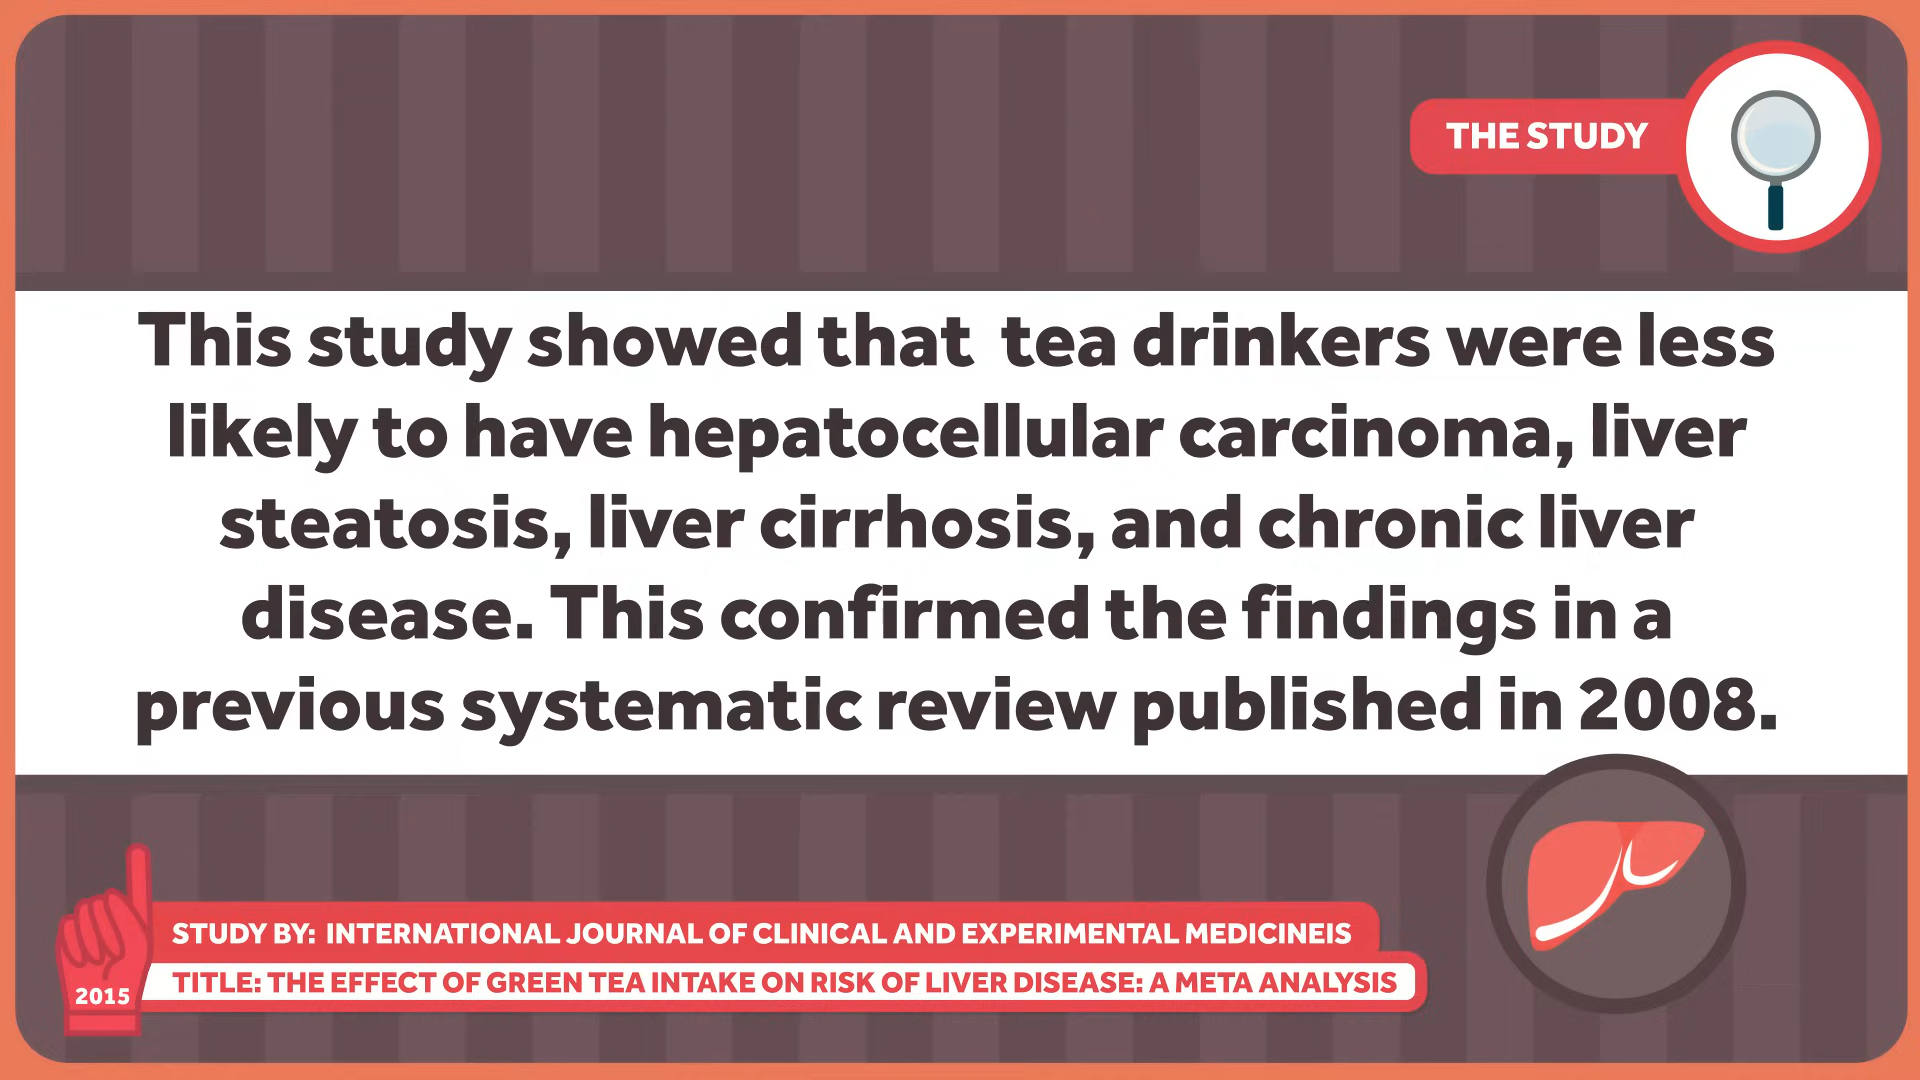 THE STUDY
This study showed that  tea drinkers were less
likely to have hepatocellular carcinoma, liver
steatosis, liver cirrhosis, and chronic liver
disease. This confirmed the findings in a
previous systematic review published in 2008.
STUDY BY: INTERNATIONAL JOURNAL OF CLINICAL AND EXPERIMENTAL MEDICINEIS
TITLE: THE EFFECT OF GREEN TEA INTAKE ON RISK OF LIVER DISEASE: A META ANALYSIS
2015